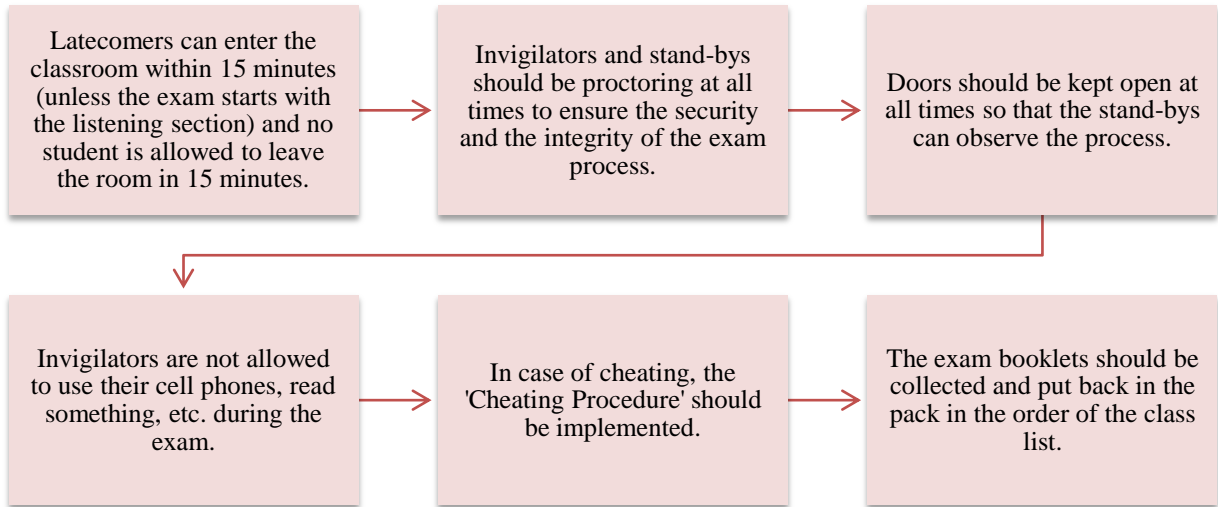 Latecomers can enter the
classroom within 15 minutes
(unless the exam starts with
the listening section) and no
student is allowed to leave
the room in 15 minutes.
Invigilators and stand-bys
should be proctoring at all
times to ensure the security
and the integrity of the exam
process.
Doors should be kept open at
all times so that the stand-bys
can observe the process.
Invigilators are not allowed
to use their cell phones, read
something, etc. during the
exam.
In case of cheating, the
'Cheating Procedure' should
be implemented.
The exam booklets should be
collected and put back in the
pack in the order of the class
list.